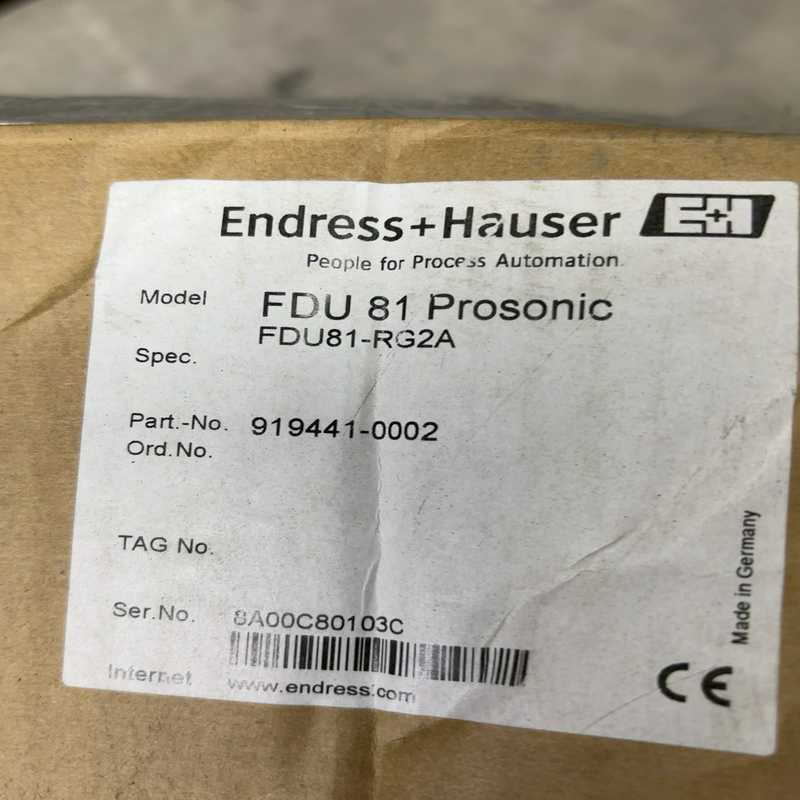 Endress+Hauser E+H
People for Process Automation
Model FDU 81 Prosonic
FDU81-RG2A
Spec.
Part.-No. 919441-0002
Ord.No.
TAG No.
Ser.No. 8A00C80103C
Internet www.endress.com
Made in Germany
CE